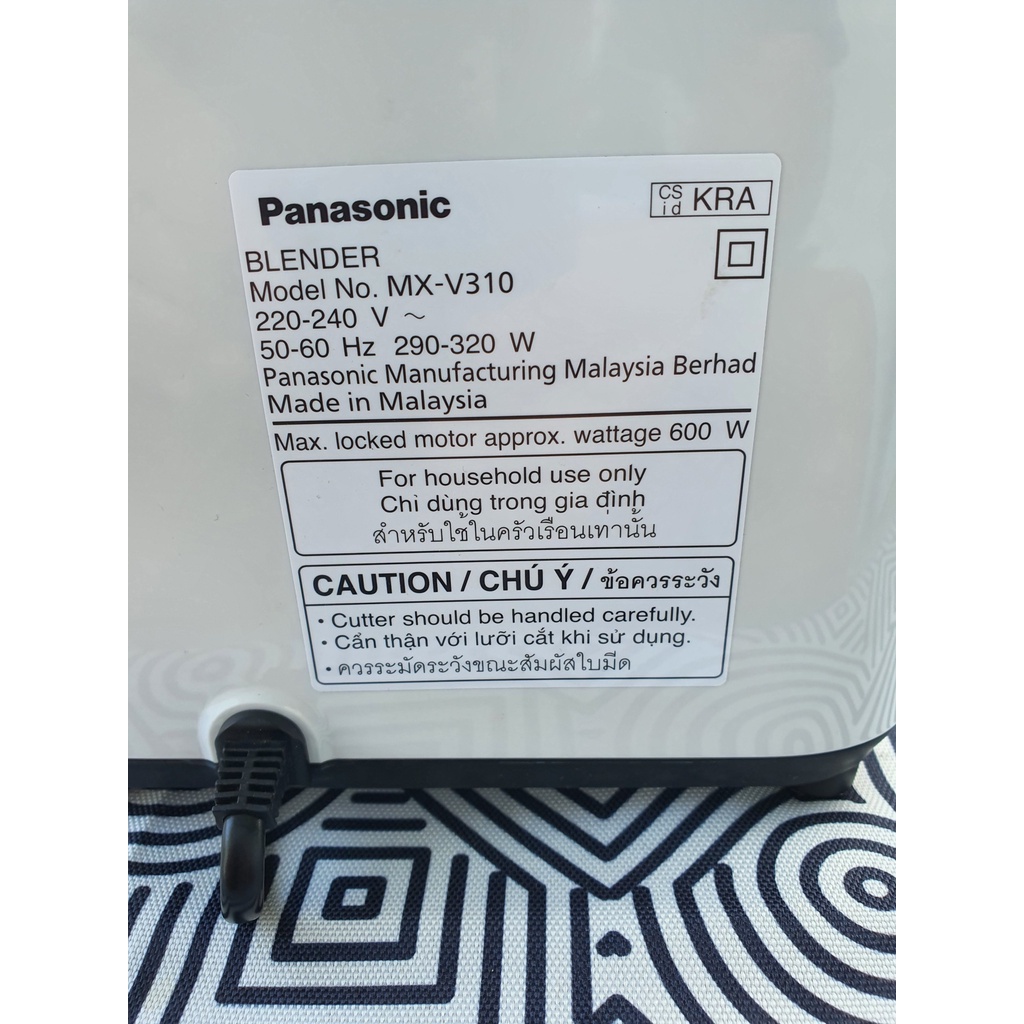 Panasonic
CS id KRA
BLENDER
Model No. MX-V310
220-240 V ～
50-60 Hz 290-320 W
Panasonic Manufacturing Malaysia Berhad
Made in Malaysia
Max. locked motor approx. wattage 600 W
For household use only
Chỉ dùng trong gia đình
สำหรับใช้ในครัวเรือนเท่านั้น
CAUTION / CHÚ Ý / ข้อควรระวัง
• Cutter should be handled carefully.
• Cẩn thận với lưỡi cắt khi sử dụng.
• ควรระมัดระวังขณะสัมผัสใบมีด